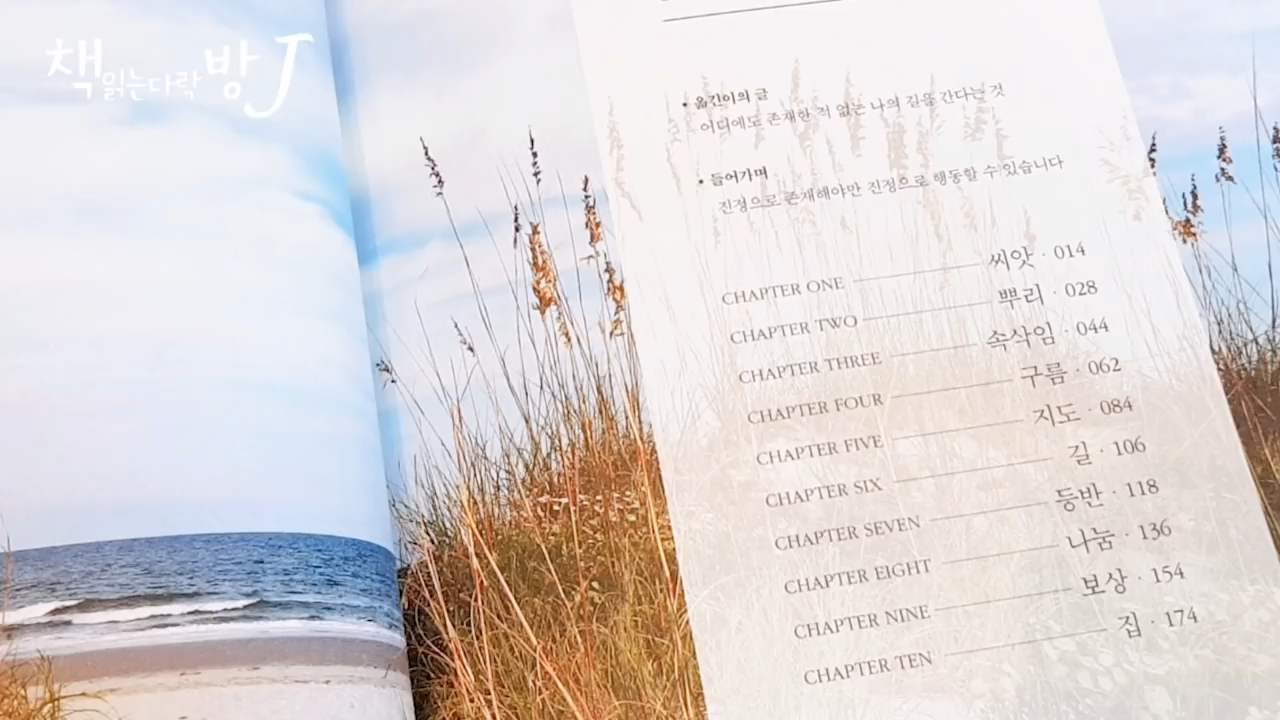 책읽는다락방J
• 옮긴이의 글
어디에도 존재한 적 없는 나의 길을 간다는 것
• 들어가며
진정으로 존재해야만 진정으로 행동할 수 있습니다
CHAPTER ONE 씨앗 · 014
CHAPTER TWO 뿌리 · 028
CHAPTER THREE 속삭임 · 044
CHAPTER FOUR 구름 · 062
CHAPTER FIVE 지도 · 084
CHAPTER SIX 길 · 106
CHAPTER SEVEN 등반 · 118
CHAPTER EIGHT 나눔 · 136
CHAPTER NINE 보상 · 154
CHAPTER TEN 집 · 174